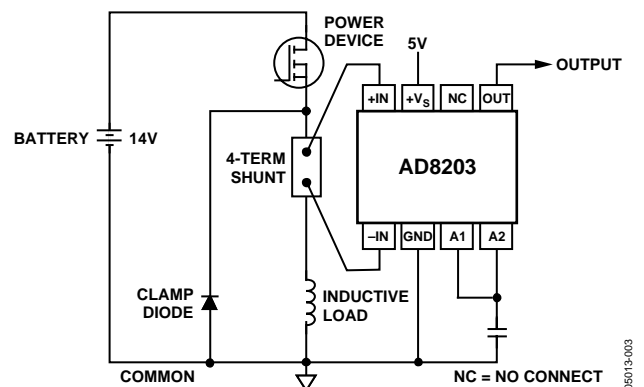 POWER
DEVICE
5V
OUTPUT
+IN
+VS
NC
OUT
BATTERY
14V
4-TERM
SHUNT
AD8203
–IN
GND
A1
A2
CLAMP
DIODE
INDUCTIVE
LOAD
COMMON
NC = NO CONNECT
05013-003